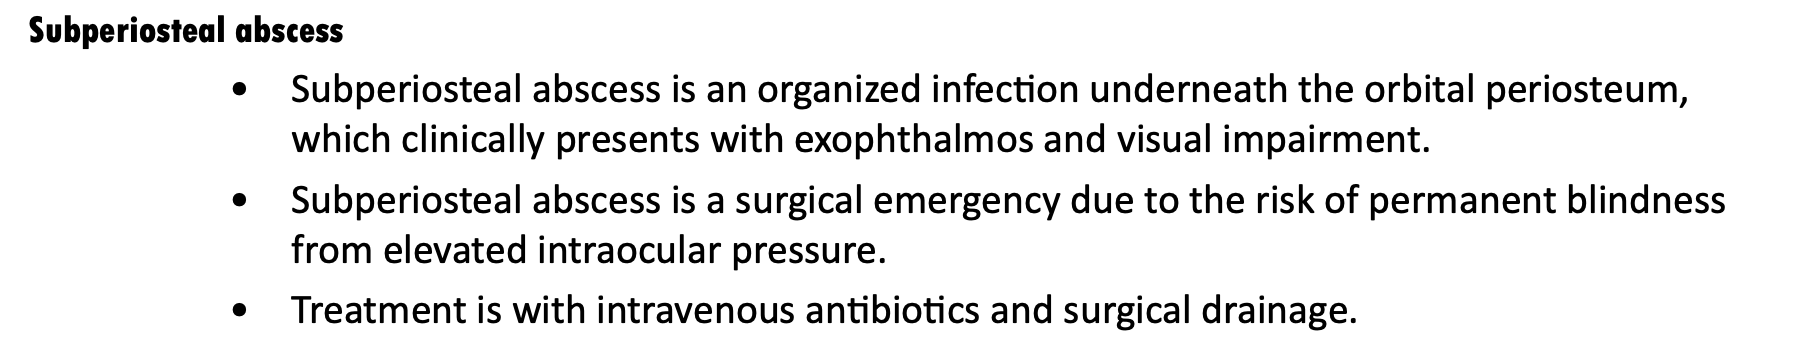 Subperiosteal abscess
• Subperiosteal abscess is an organized infection underneath the orbital periosteum,
which clinically presents with exophthalmos and visual impairment.
• Subperiosteal abscess is a surgical emergency due to the risk of permanent blindness
from elevated intraocular pressure.
• Treatment is with intravenous antibiotics and surgical drainage.